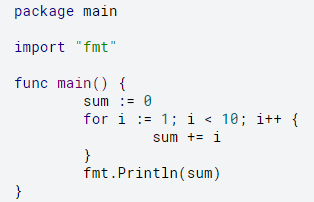 package main

import "fmt"

func main() {
	sum := 0
	for i := 1; i < 10; i++ {
		sum += i
	}
	fmt.Println(sum)
}